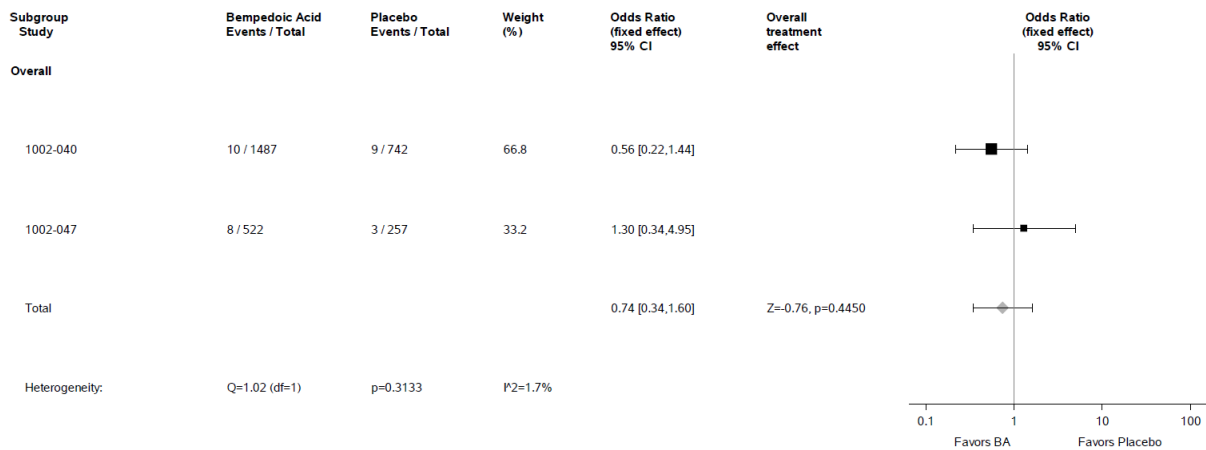 Subgroup Bempedoic Acid Placebo Weight Odds Ratio Overall Odds Ratio
Study Events / Total Events / Total (%) (fixed effect) treatment (fixed effect)
95% CI effect 95% CI
Overall
1002-040 10 / 1487 9 / 742 66.8 0.56 [0.22,1.44]
1002-047 8 / 522 3 / 257 33.2 1.30 [0.34,4.95]
Total 0.74 [0.34,1.60] Z=-0.76, p=0.4450
Heterogeneity: Q=1.02 (df=1) p=0.3133 I^2=1.7%
0.1 1 10 100
Favors BA Favors Placebo